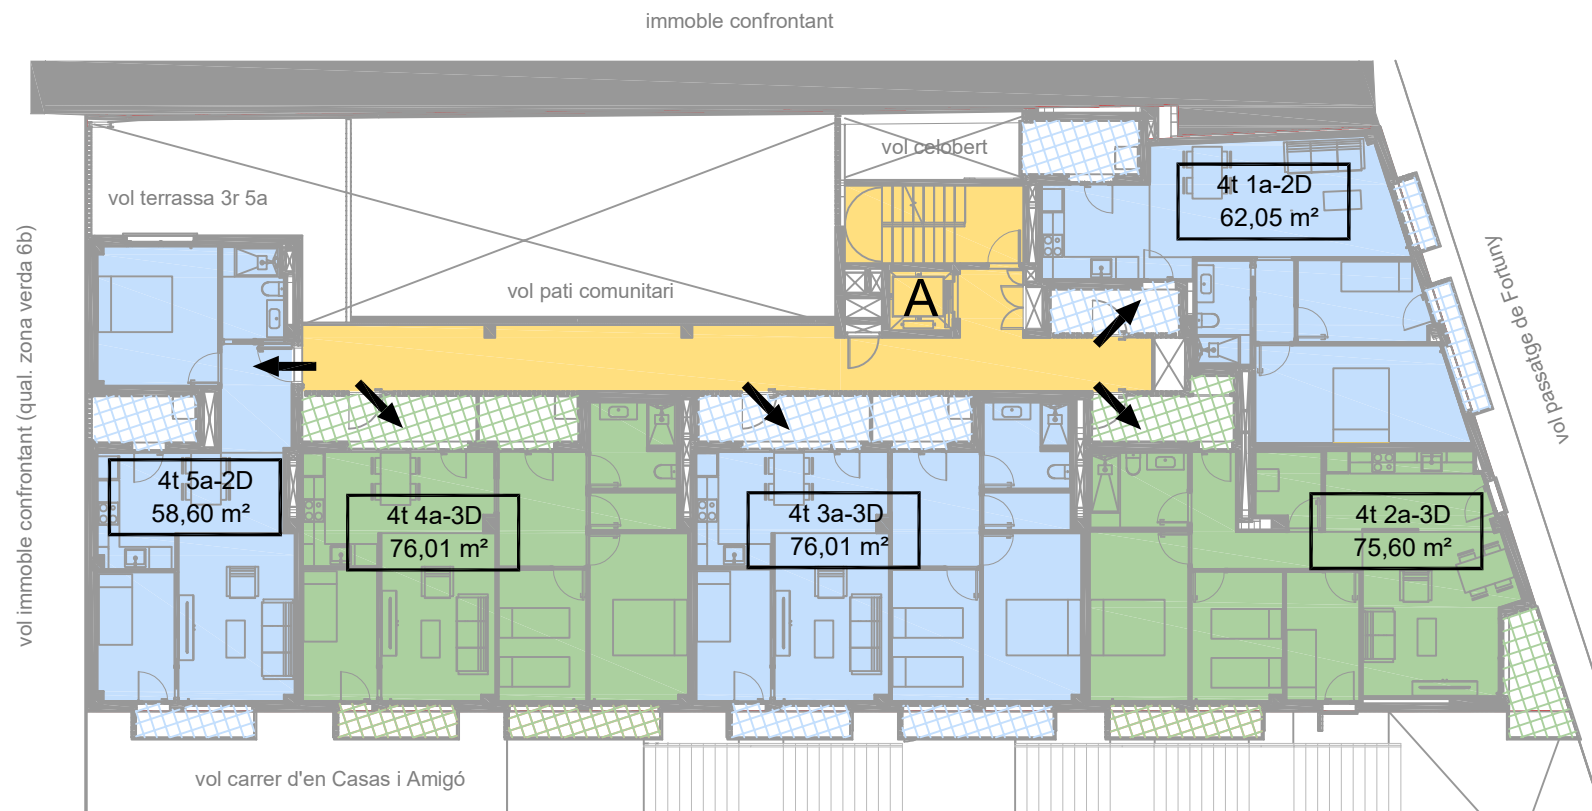 immoble confrontant
vol celobert
4t 1a-2D
62,05 m²
vol terrassa 3r 5a
vol pati comunitari
A
vol passatge de Fortuny
vol immoble confrontant (qual. zona verda 6b)
4t 5a-2D
58,60 m²
4t 4a-3D
76,01 m²
4t 3a-3D
76,01 m²
4t 2a-3D
75,60 m²
vol carrer d'en Casas i Amigó